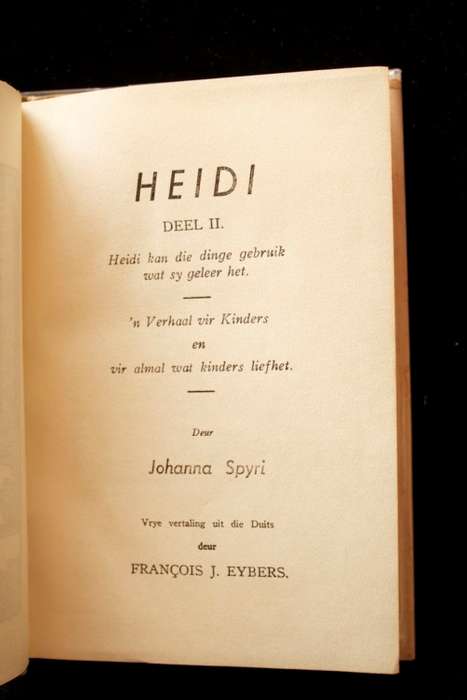 HEIDI
DEEL II.
Heidi kan die dinge gebruik
wat sy geleer het.
'n Verhaal vir Kinders
en
vir almal wat kinders liefhet.
Deur
Johanna Spyri
Vrye vertaling uit die Duits
deur
FRANÇOIS J. EYBERS.